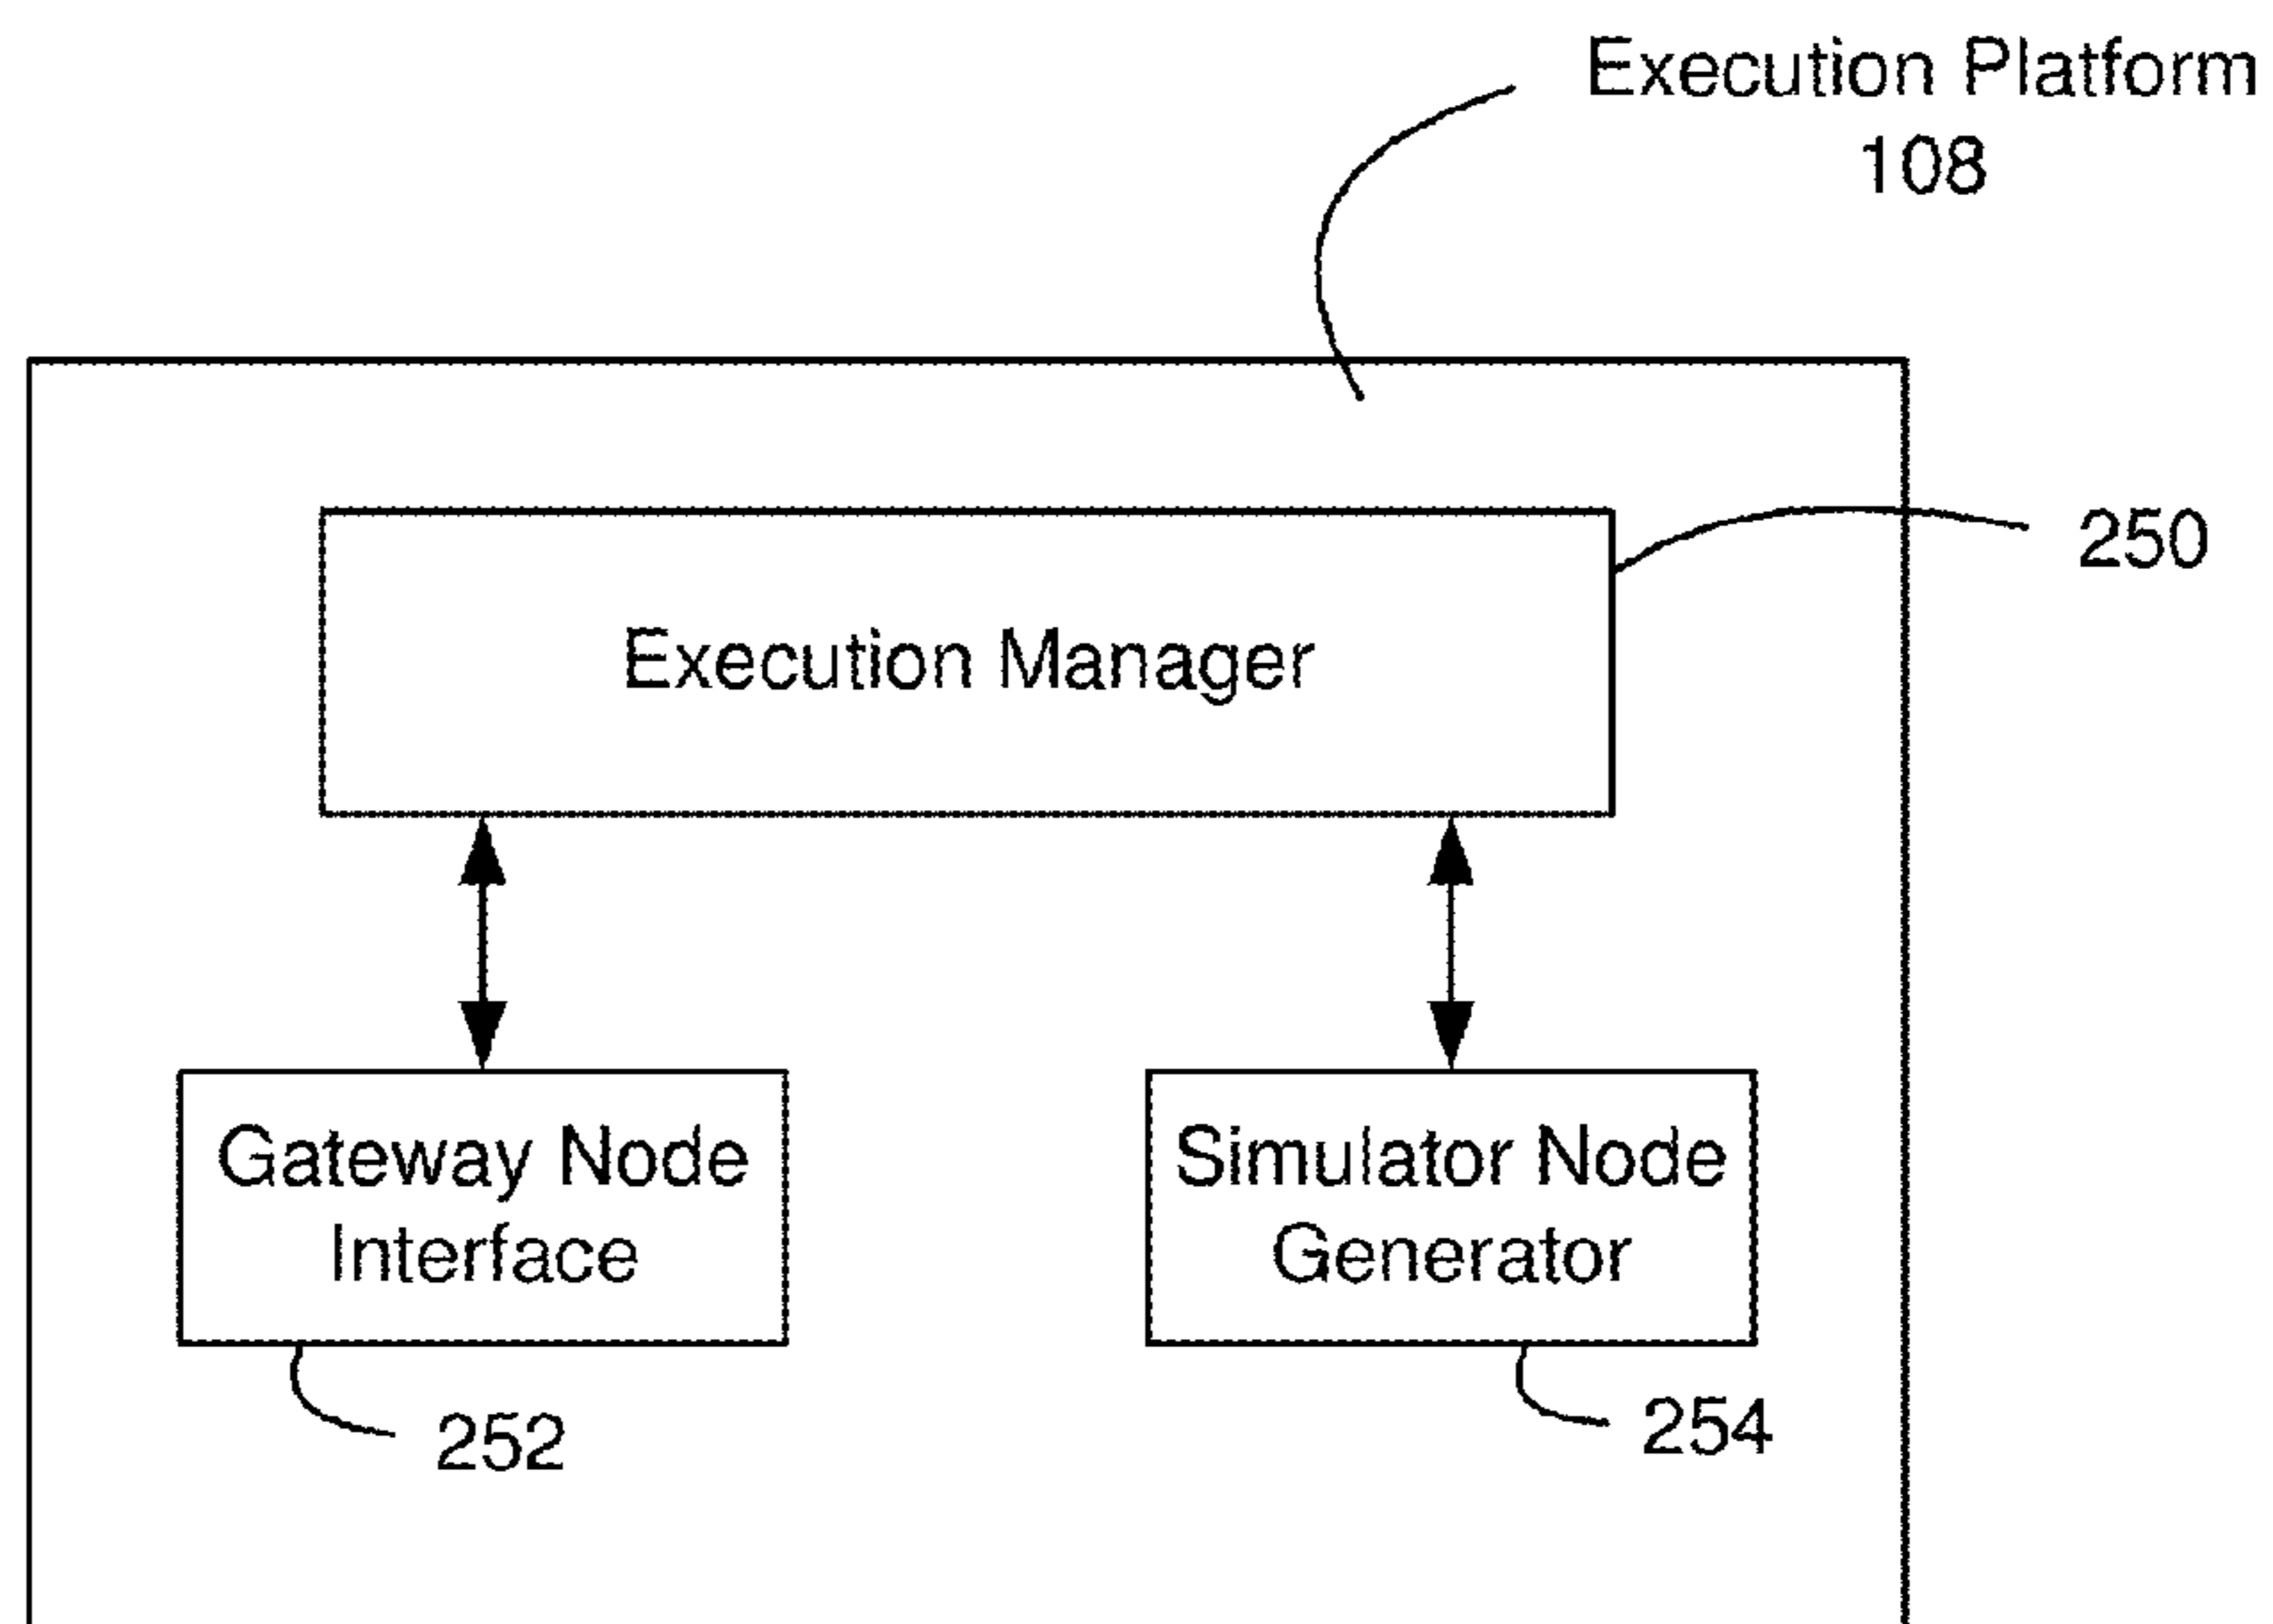 Execution Platform
108
250
Execution Manager
Gateway Node
Interface
Simulator Node
Generator
252
254